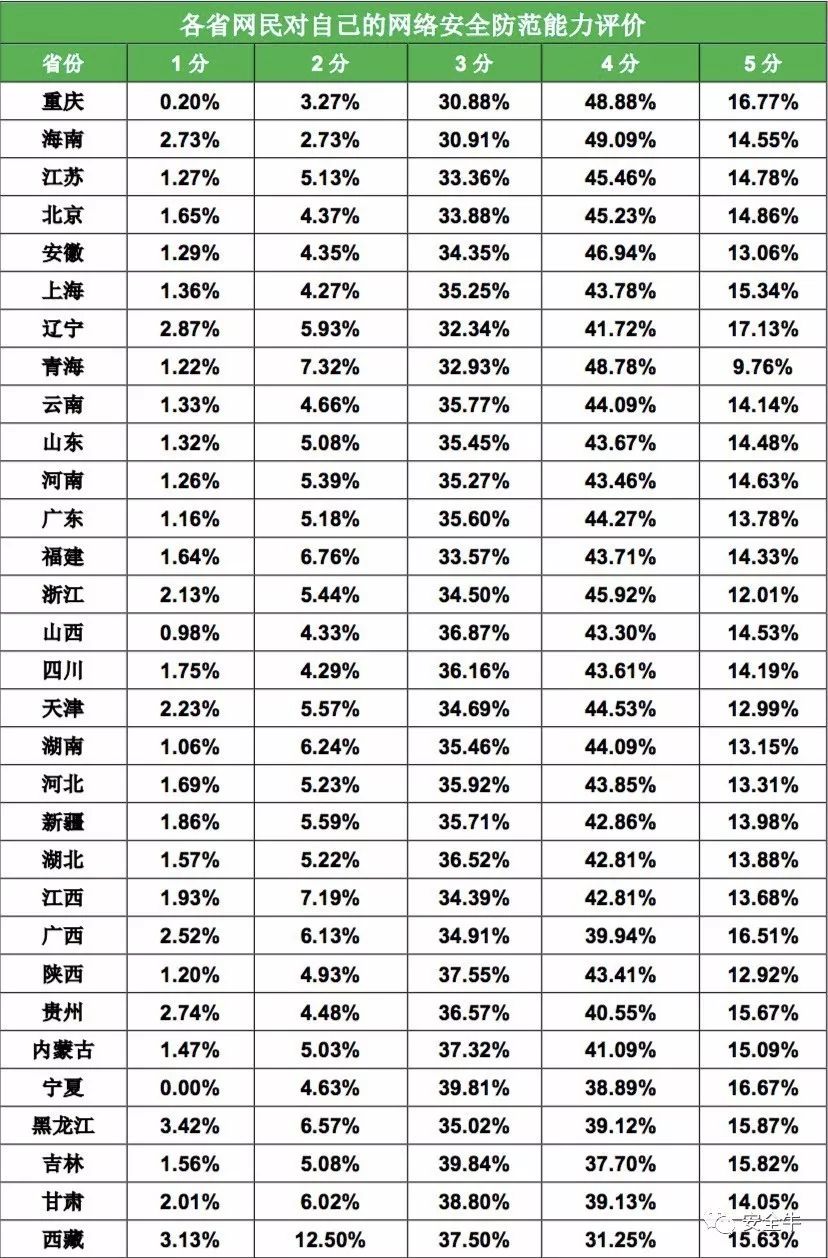 各省网民对自己的网络安全防范能力评价
省份 1分 2分 3分 4分 5分
重庆 0.20% 3.27% 30.88% 48.88% 16.77%
海南 2.73% 2.73% 30.91% 49.09% 14.55%
江苏 1.27% 5.13% 33.36% 45.46% 14.78%
北京 1.65% 4.37% 33.88% 45.23% 14.86%
安徽 1.29% 4.35% 34.35% 46.94% 13.06%
上海 1.36% 4.27% 35.25% 43.78% 15.34%
辽宁 2.87% 5.93% 32.34% 41.72% 17.13%
青海 1.22% 7.32% 32.93% 48.78% 9.76%
云南 1.33% 4.66% 35.77% 44.09% 14.14%
山东 1.32% 5.08% 35.45% 43.67% 14.48%
河南 1.26% 5.39% 35.27% 43.46% 14.63%
广东 1.16% 5.18% 35.60% 44.27% 13.78%
福建 1.64% 6.76% 33.57% 43.71% 14.33%
浙江 2.13% 5.44% 34.50% 45.92% 12.01%
山西 0.98% 4.33% 36.87% 43.30% 14.53%
四川 1.75% 4.29% 36.16% 43.61% 14.19%
天津 2.23% 5.57% 34.69% 44.53% 12.99%
湖南 1.06% 6.24% 35.46% 44.09% 13.15%
河北 1.69% 5.23% 35.92% 43.85% 13.31%
新疆 1.86% 5.59% 35.71% 42.86% 13.98%
湖北 1.57% 5.22% 36.52% 42.81% 13.88%
江西 1.93% 7.19% 34.39% 42.81% 13.68%
广西 2.52% 6.13% 34.91% 39.94% 16.51%
陕西 1.20% 4.93% 37.55% 43.41% 12.92%
贵州 2.74% 4.48% 36.57% 40.55% 15.67%
内蒙古 1.47% 5.03% 37.32% 41.09% 15.09%
宁夏 0.00% 4.63% 39.81% 38.89% 16.67%
黑龙江 3.42% 6.57% 35.02% 39.12% 15.87%
吉林 1.56% 5.08% 39.84% 37.70% 15.82%
甘肃 2.01% 6.02% 38.80% 39.13% 14.05%
西藏 3.13% 12.50% 37.50% 31.25% 15.63%
安全牛